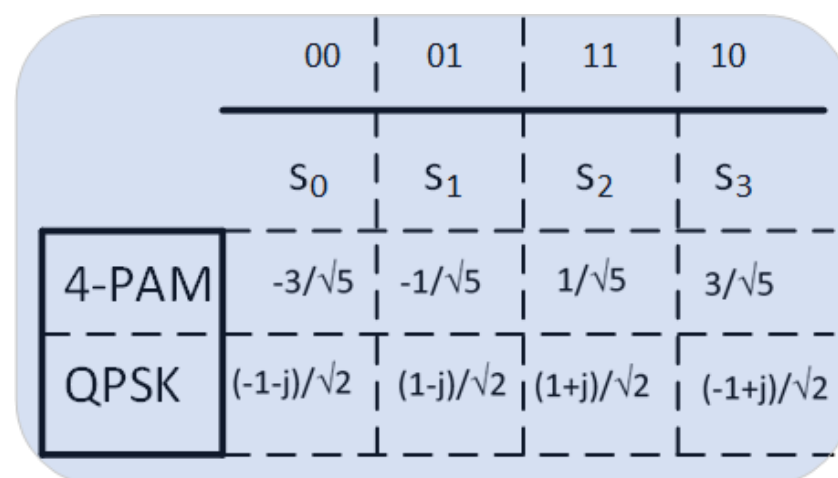 00 01 11 10
S0 S1 S2 S3
4-PAM -3/√5 -1/√5 1/√5 3/√5
QPSK (-1-j)/√2 (1-j)/√2 (1+j)/√2 (-1+j)/√2